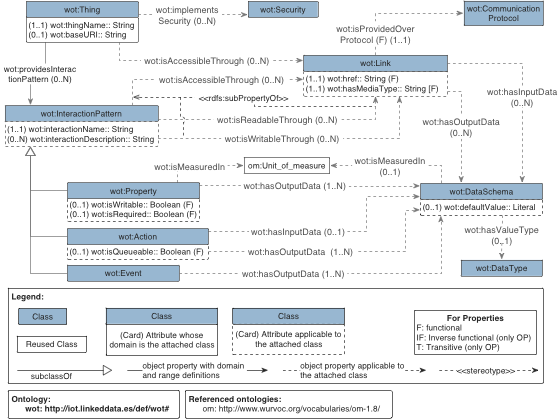 wot:Thing
(1..1) wot:thingName:: String
(0..1) wot:baseURI:: String
wot:implements
Security (0..N)
wot:Security
wot:isProvidedOver
Protocol (F) (1..1)
wot:Communication
Protocol
wot:isAccessibleThrough (0..N)
wot:Link
(1..1) wot:href:: String (F)
(1..1) wot:hasMediaType:: String [F)
wot:providesInterac
tionPattern (0..N)
wot:isAccessibleThrough (0..N)
<<rdfs:subPropertyOf>>
wot:hasInputData
(0..N)
wot:InteractionPattern
(1..1) wot:interactionName:: String
(0..N) wot:interactionDescription:: String
wot:isReadableThrough (0..N)
wot:isWritableThrough (0..N)
wot:hasOutputData
(0..N)
wot:isMeasuredIn
om:Unit_of_measure
wot:isMeasuredIn
(0..1)
wot:Property
(0..1) wot:isWritable:: Boolean (F)
(0..1) wot:isRequired:: Boolean (F)
wot:hasOutputData (1..N)
wot:DataSchema
(0..1) wot:defaultValue:: Literal
wot:Action
(0..1) wot:isQueueable:: Boolean (F)
wot:hasInputData (0..1)
wot:hasOutputData (1..N)
wot:hasValueType
(0..1)
wot:Event
wot:hasOutputData (1..N)
wot:DataType
Legend:
Class
Reused Class
Class
(Card) Attribute whose
domain is the attached
class
Class
(Card) Attribute applicable to
the attached class
For Properties
F: functional
IF: Inverse functional (only OP)
T: Transitive (only OP)
subclassOf
object property with domain
and range definitions
object property applicable to
the attached class
<<stereotype>>
Ontology:
wot: http://iot.linkeddata.es/def/wot#
Referenced ontologies:
om: http://www.wurvoc.org/vocabularies/om-1.8/